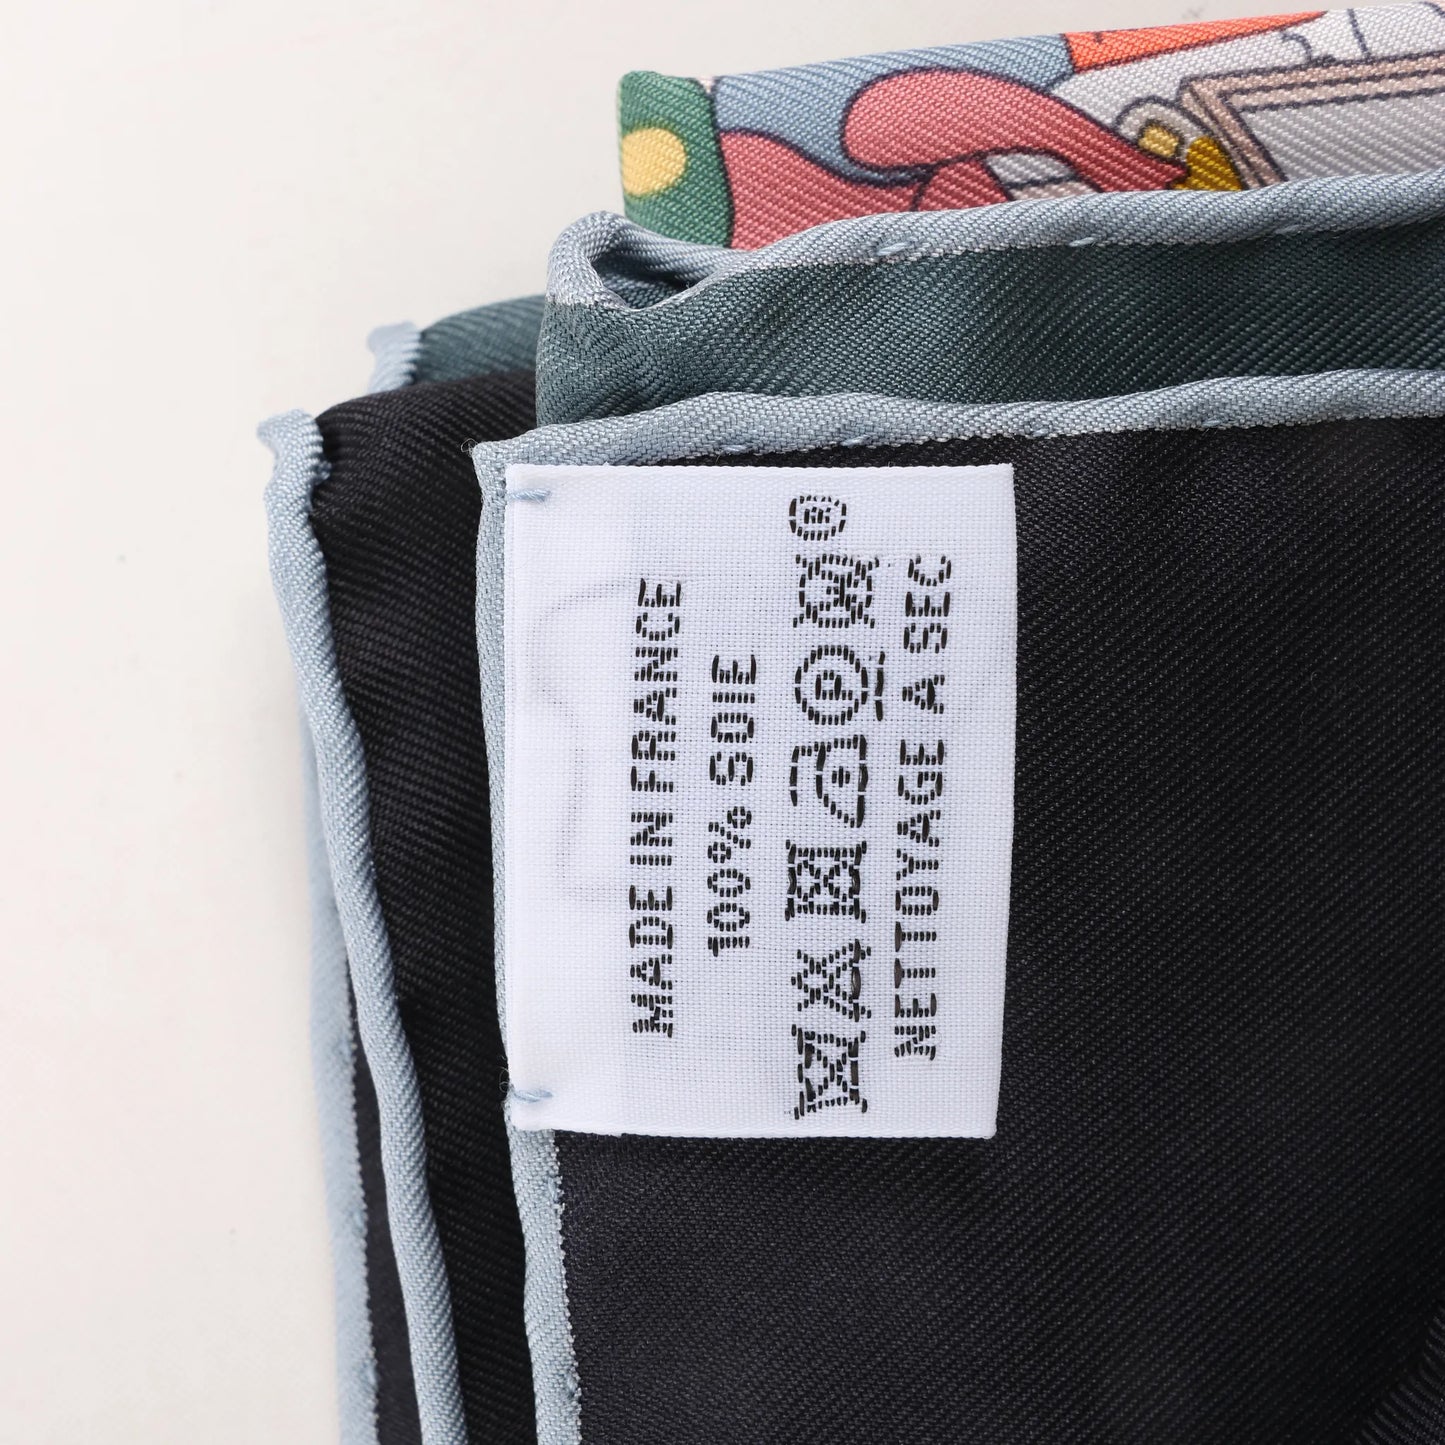 MADE IN FRANCE
100% SOIE
P W ®
NETTOYAGE A SEC